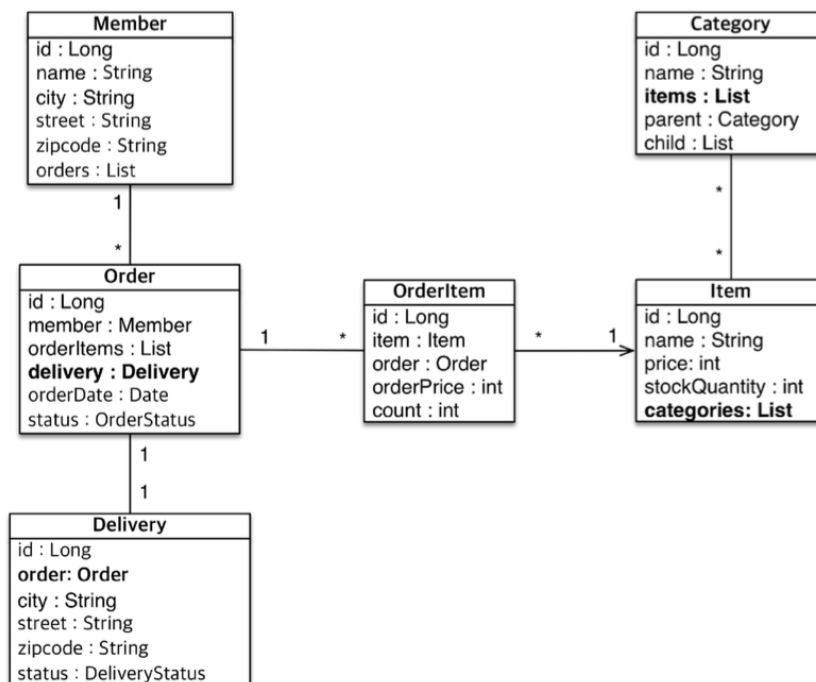 Member
id : Long
name : String
city : String
street : String
zipcode : String
orders : List
1
*
Order
id : Long
member : Member
orderItems : List
delivery : Delivery
orderDate : Date
status : OrderStatus
1
*
OrderItem
id : Long
item : Item
order : Order
orderPrice : int
count : int
*
1
Category
id : Long
name : String
items : List
parent : Category
child : List
*
*
Item
id : Long
name : String
price: int
stockQuantity : int
categories: List
1
1
Delivery
id : Long
order: Order
city : String
street : String
zipcode : String
status : DeliveryStatus